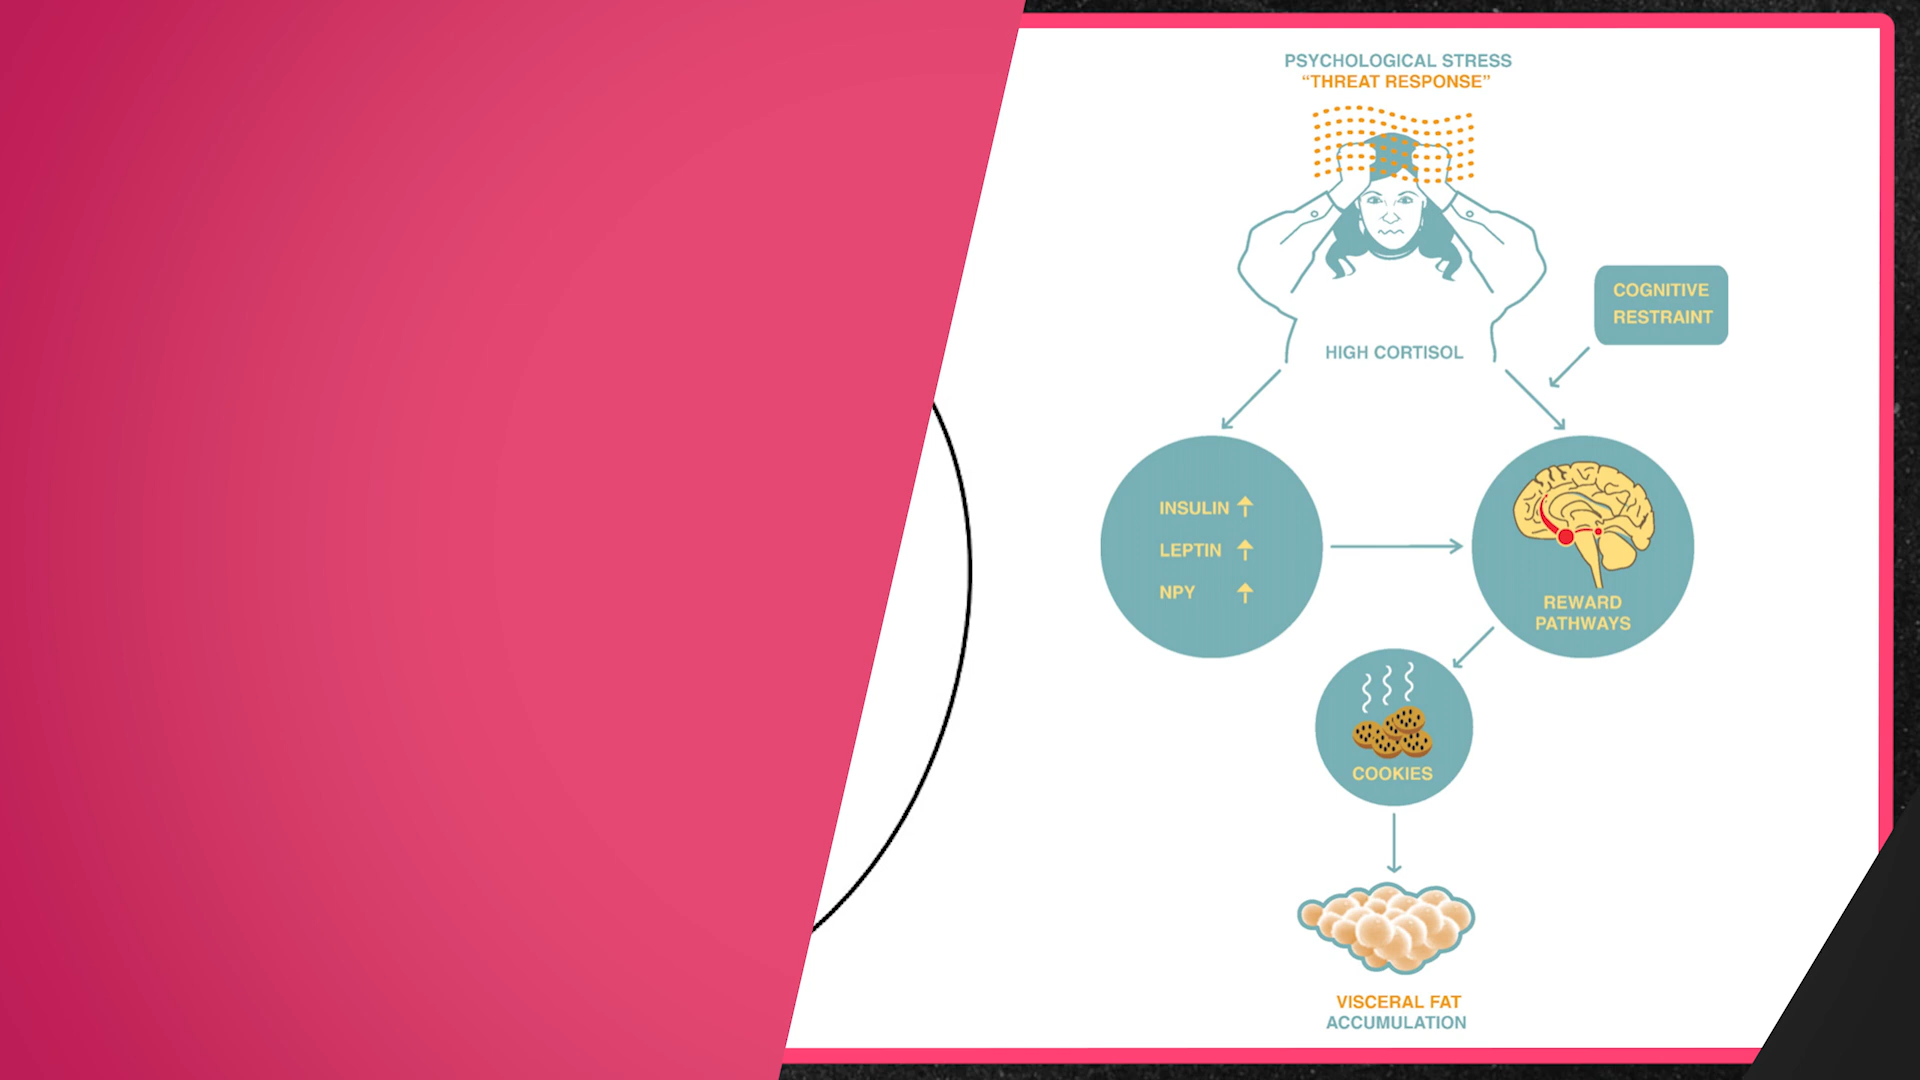 PSYCHOLOGICAL STRESS
“THREAT RESPONSE”
COGNITIVE
RESTRAINT
HIGH CORTISOL
INSULIN
LEPTIN
NPY
REWARD
PATHWAYS
COOKIES
VISCERAL FAT
ACCUMULATION